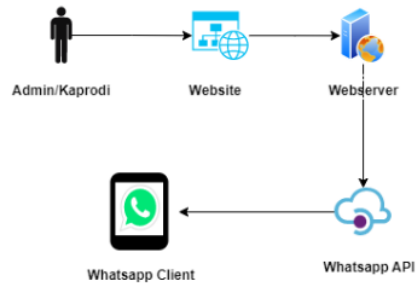 Admin/Kaprodi
Website
Webserver
Whatsapp Client
Whatsapp API